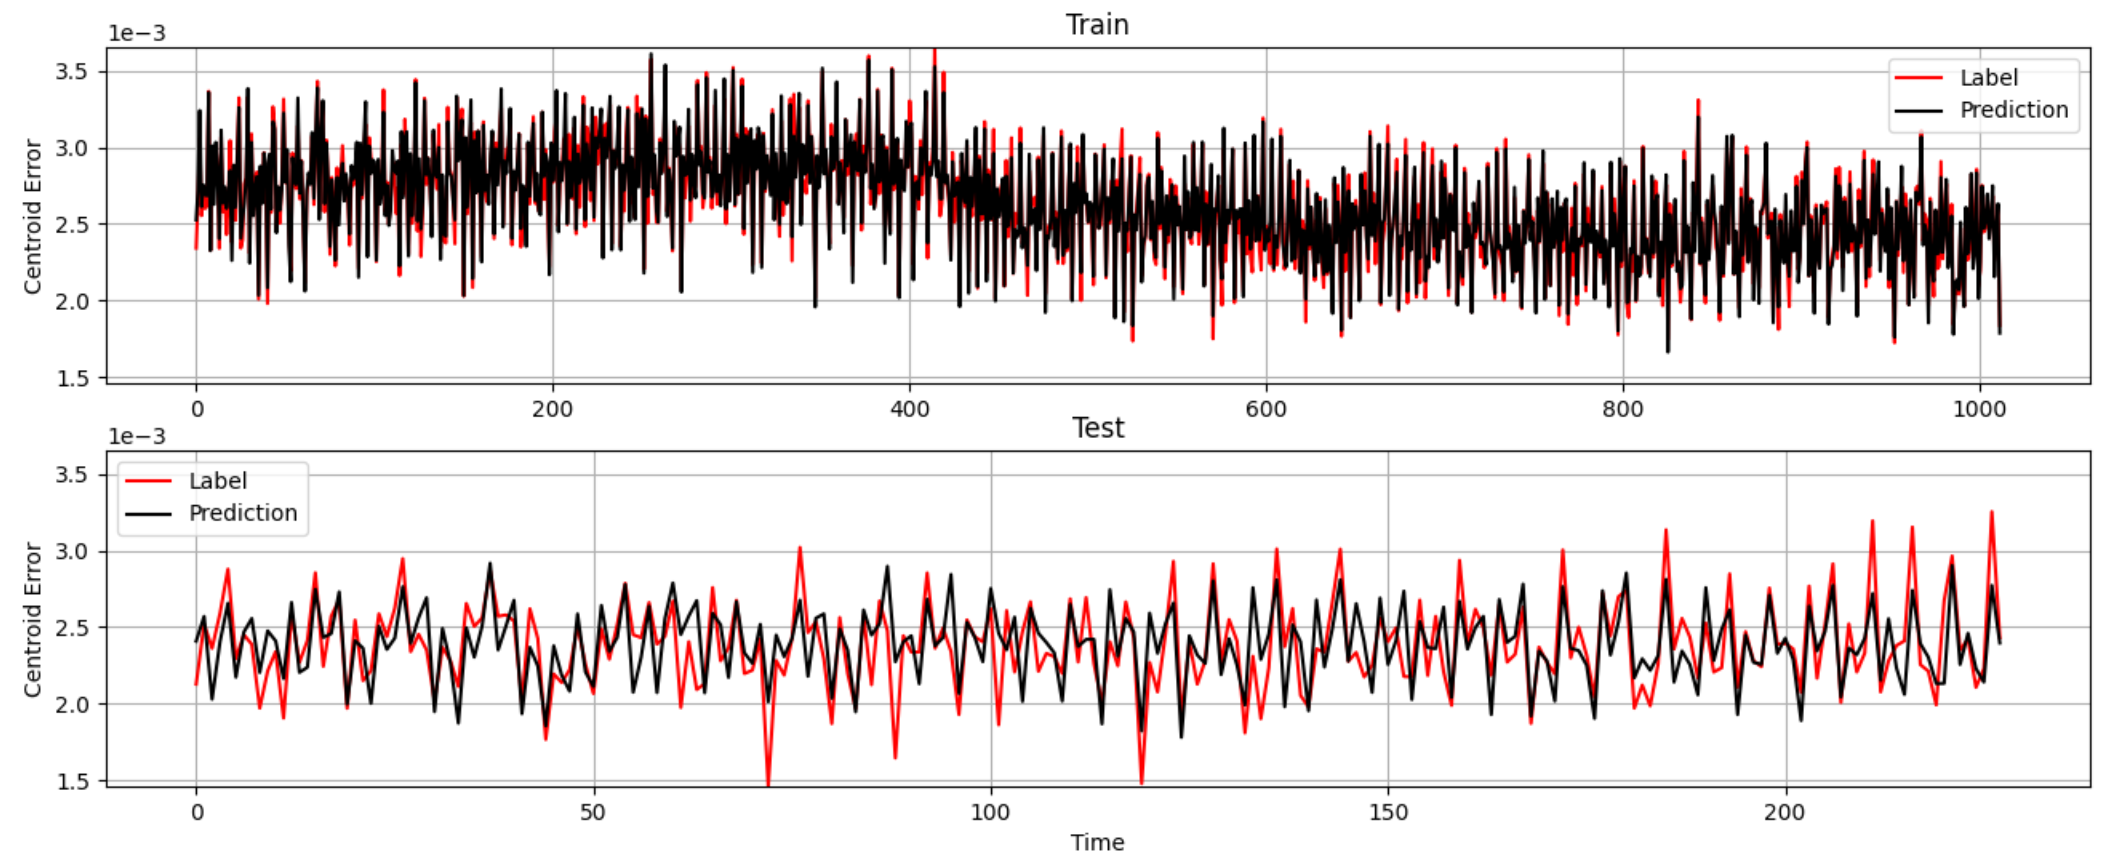 Train
1e−3
3.5
3.0
2.5
2.0
1.5
Centroid Error
Label
Prediction
0 200 400 600 800 1000
Test
1e−3
3.5
3.0
2.5
2.0
1.5
Centroid Error
Label
Prediction
0 50 100 150 200
Time